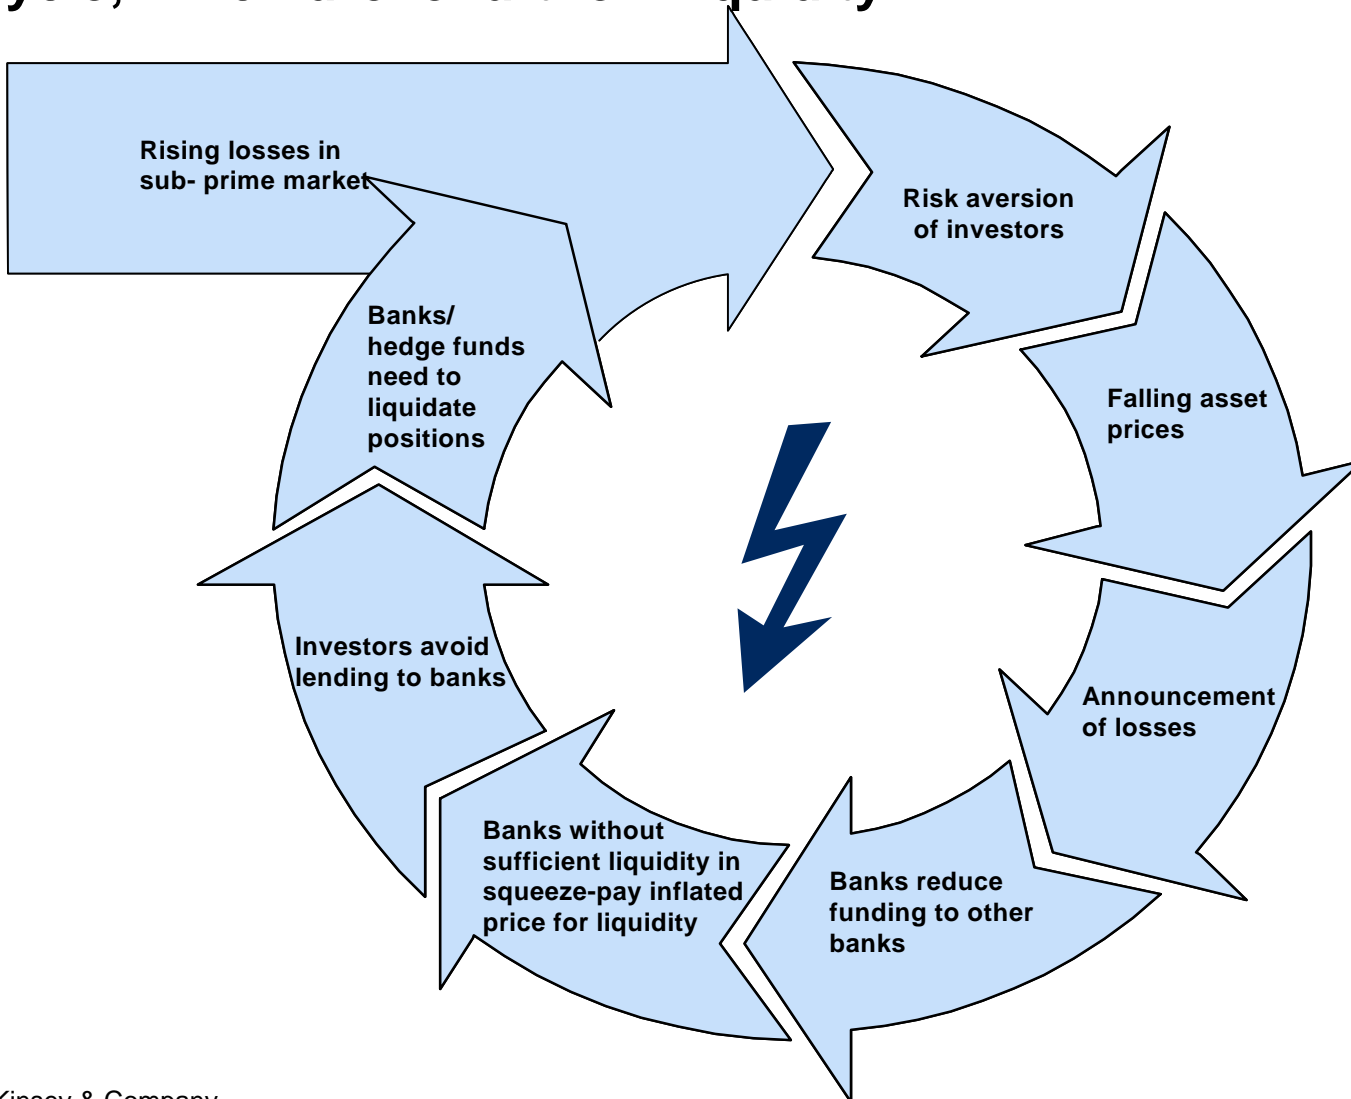 Rising losses in
sub- prime market
Risk aversion
of investors
Banks/
hedge funds
need to
liquidate
positions
Falling asset
prices
Investors avoid
lending to banks
Announcement
of losses
Banks without
sufficient liquidity in
squeeze-pay inflated
price for liquidity
Banks reduce
funding to other
banks
Kinsey & Company